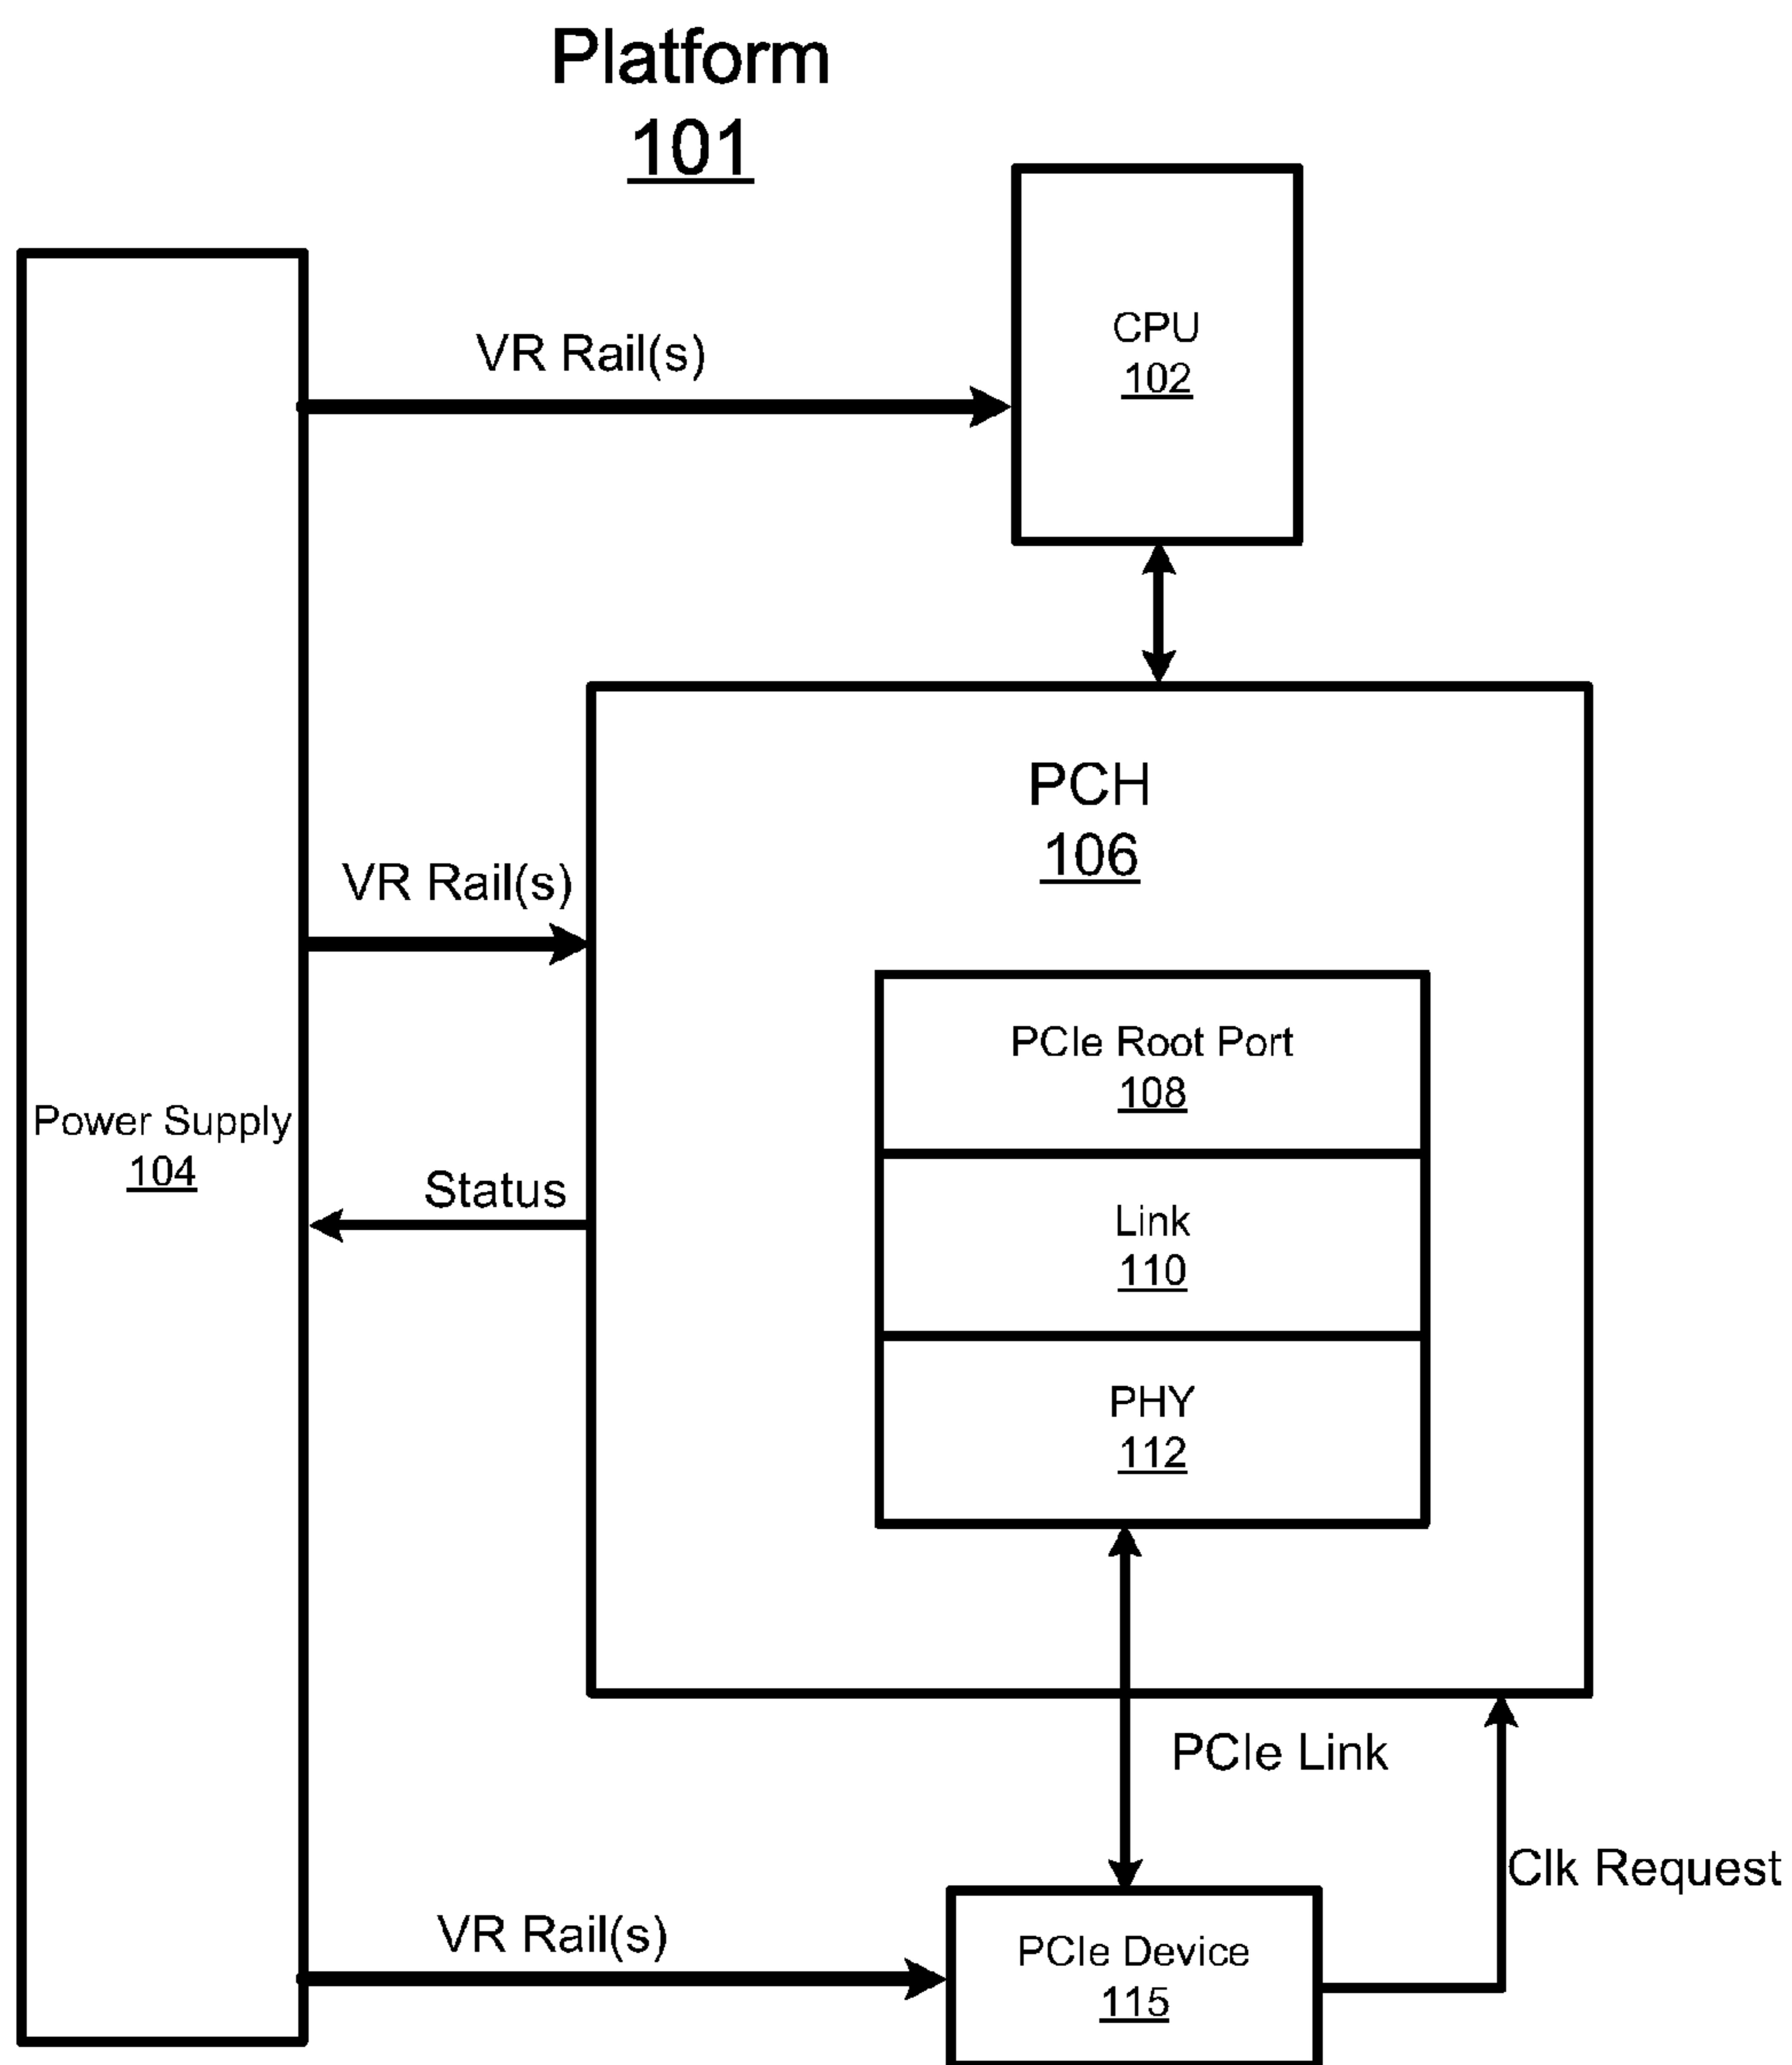 Platform
101
CPU
102
VR Rail(s)
PCH
106
VR Rail(s)
PCIe Root Port
108
Power Supply
104
Status
Link
110
PHY
112
PCIe Link
Clk Request
VR Rail(s)
PCIe Device
115